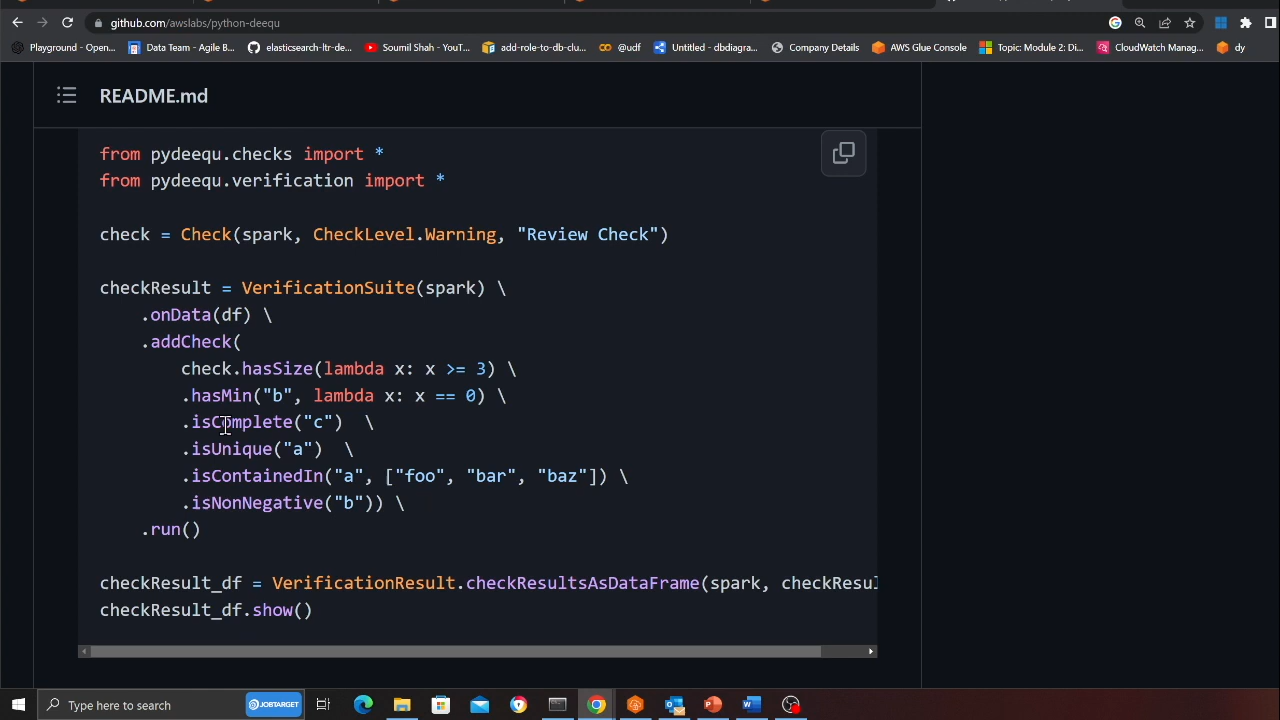 github.com/awslabs/python-deequ
Playground - Open... Data Team - Agile B... elasticsearch-ltr-de... Soumil Shah - YouT... add-role-to-db-clu... @udf Untitled - dbdiagra... Company Details AWS Glue Console Topic: Module 2: Di... CloudWatch Manag... dy
README.md
from pydeequ.checks import *
from pydeequ.verification import *
check = Check(spark, CheckLevel.Warning, "Review Check")
checkResult = VerificationSuite(spark) \
.onData(df) \
.addCheck(
check.hasSize(lambda x: x >= 3) \
.hasMin("b", lambda x: x == 0) \
.isComplete("c")  \
.isUnique("a")  \
.isContainedIn("a", ["foo", "bar", "baz"]) \
.isNonNegative("b")) \
.run()
checkResult_df = VerificationResult.checkResultsAsDataFrame(spark, checkResul
checkResult_df.show()
Type here to search JOBTARGET